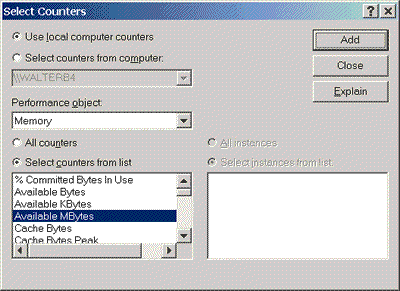 Select Counters
Use local computer counters
Select counters from computer:
\\WALTERB4
Performance object:
Memory
All counters
Select counters from list
% Committed Bytes In Use
Available Bytes
Available KBytes
Available MBytes
Cache Bytes
Cache Bytes Peak
All instances
Select instances from list:
Add
Close
Explain